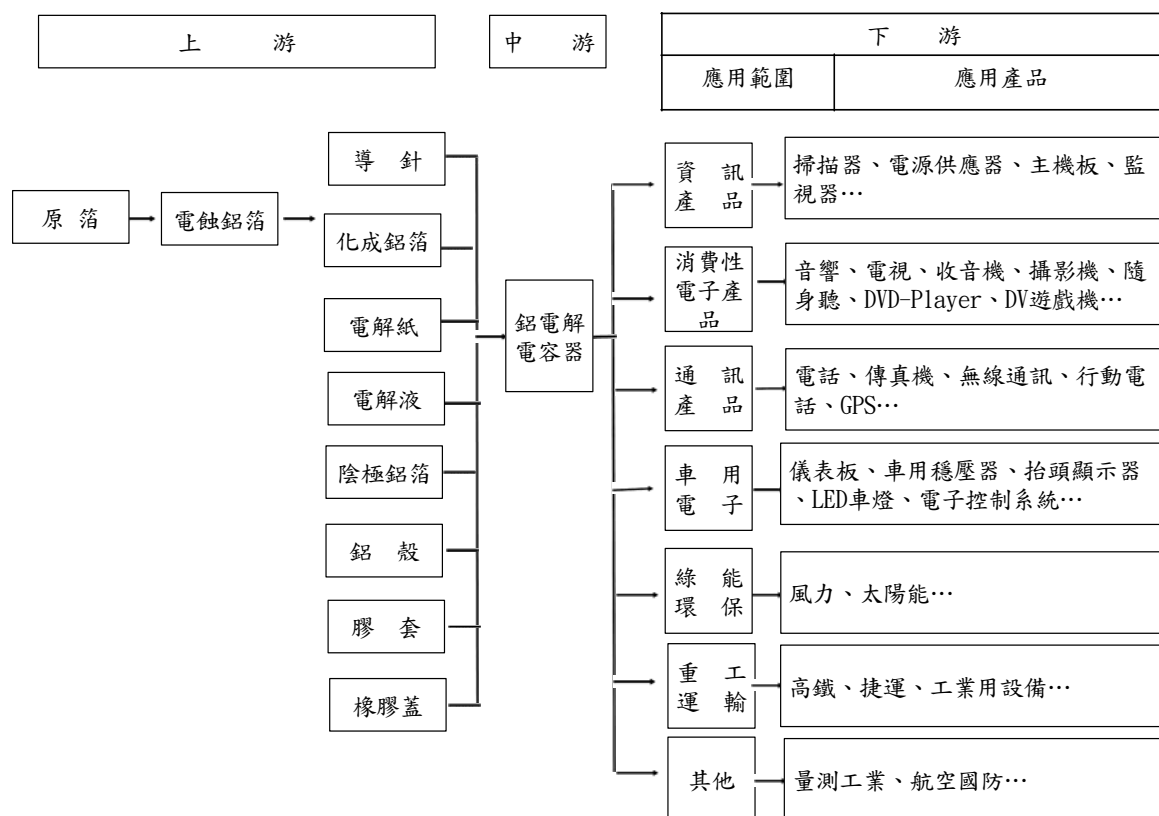 上 游
中 游
下 游
應用範圍
應用產品
導 針
原 箔
電蝕鋁箔
化成鋁箔
電解紙
電解液
陰極鋁箔
鋁 殼
膠 套
橡膠蓋
鋁電解
電容器
資 訊
產 品
掃描器、電源供應器、主機板、監
視器…
消費性
電子產
品
音響、電視、收音機、攝影機、隨
身聽、DVD-Player、DV遊戲機…
通 訊
產 品
電話、傳真機、無線通訊、行動電
話、GPS…
車 用
電 子
儀表板、車用穩壓器、抬頭顯示器
、LED車燈、電子控制系統…
綠 能
環 保
風力、太陽能…
重 工
運 輸
高鐵、捷運、工業用設備…
其他
量測工業、航空國防…